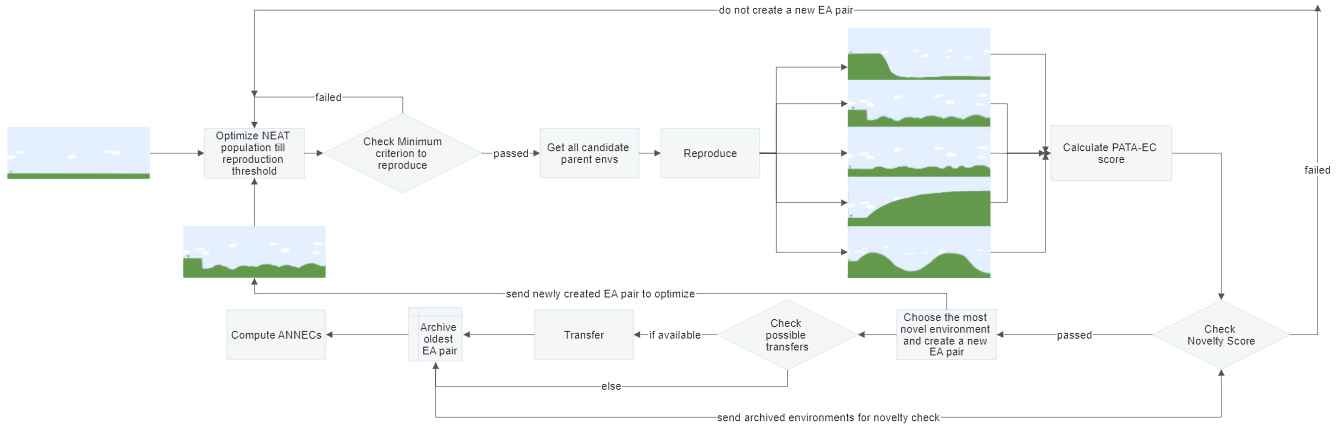 do not create a new EA pair
failed
Optimize NEAT
population till
reproduction
threshold
Check Minimum
criterion to
reproduce
passed
Get all candidate
parent envs
Reproduce
Calculate PATA-EC
score
failed
send newly created EA pair to optimize
Compute ANNECs
Archive
oldest
EA pair
Transfer
if available
Check
possible
transfers
Choose the most
novel environment
and create a new
EA pair
passed
Check
Novelty Score
else
send archived environments for novelty check